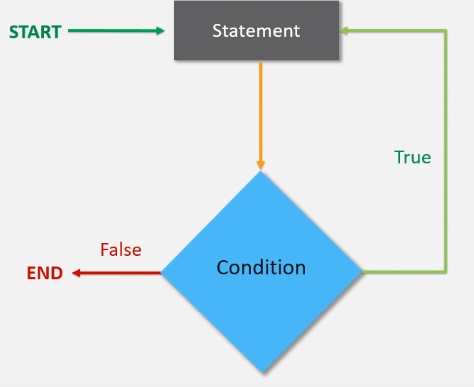 START
Statement
True
False
Condition
END